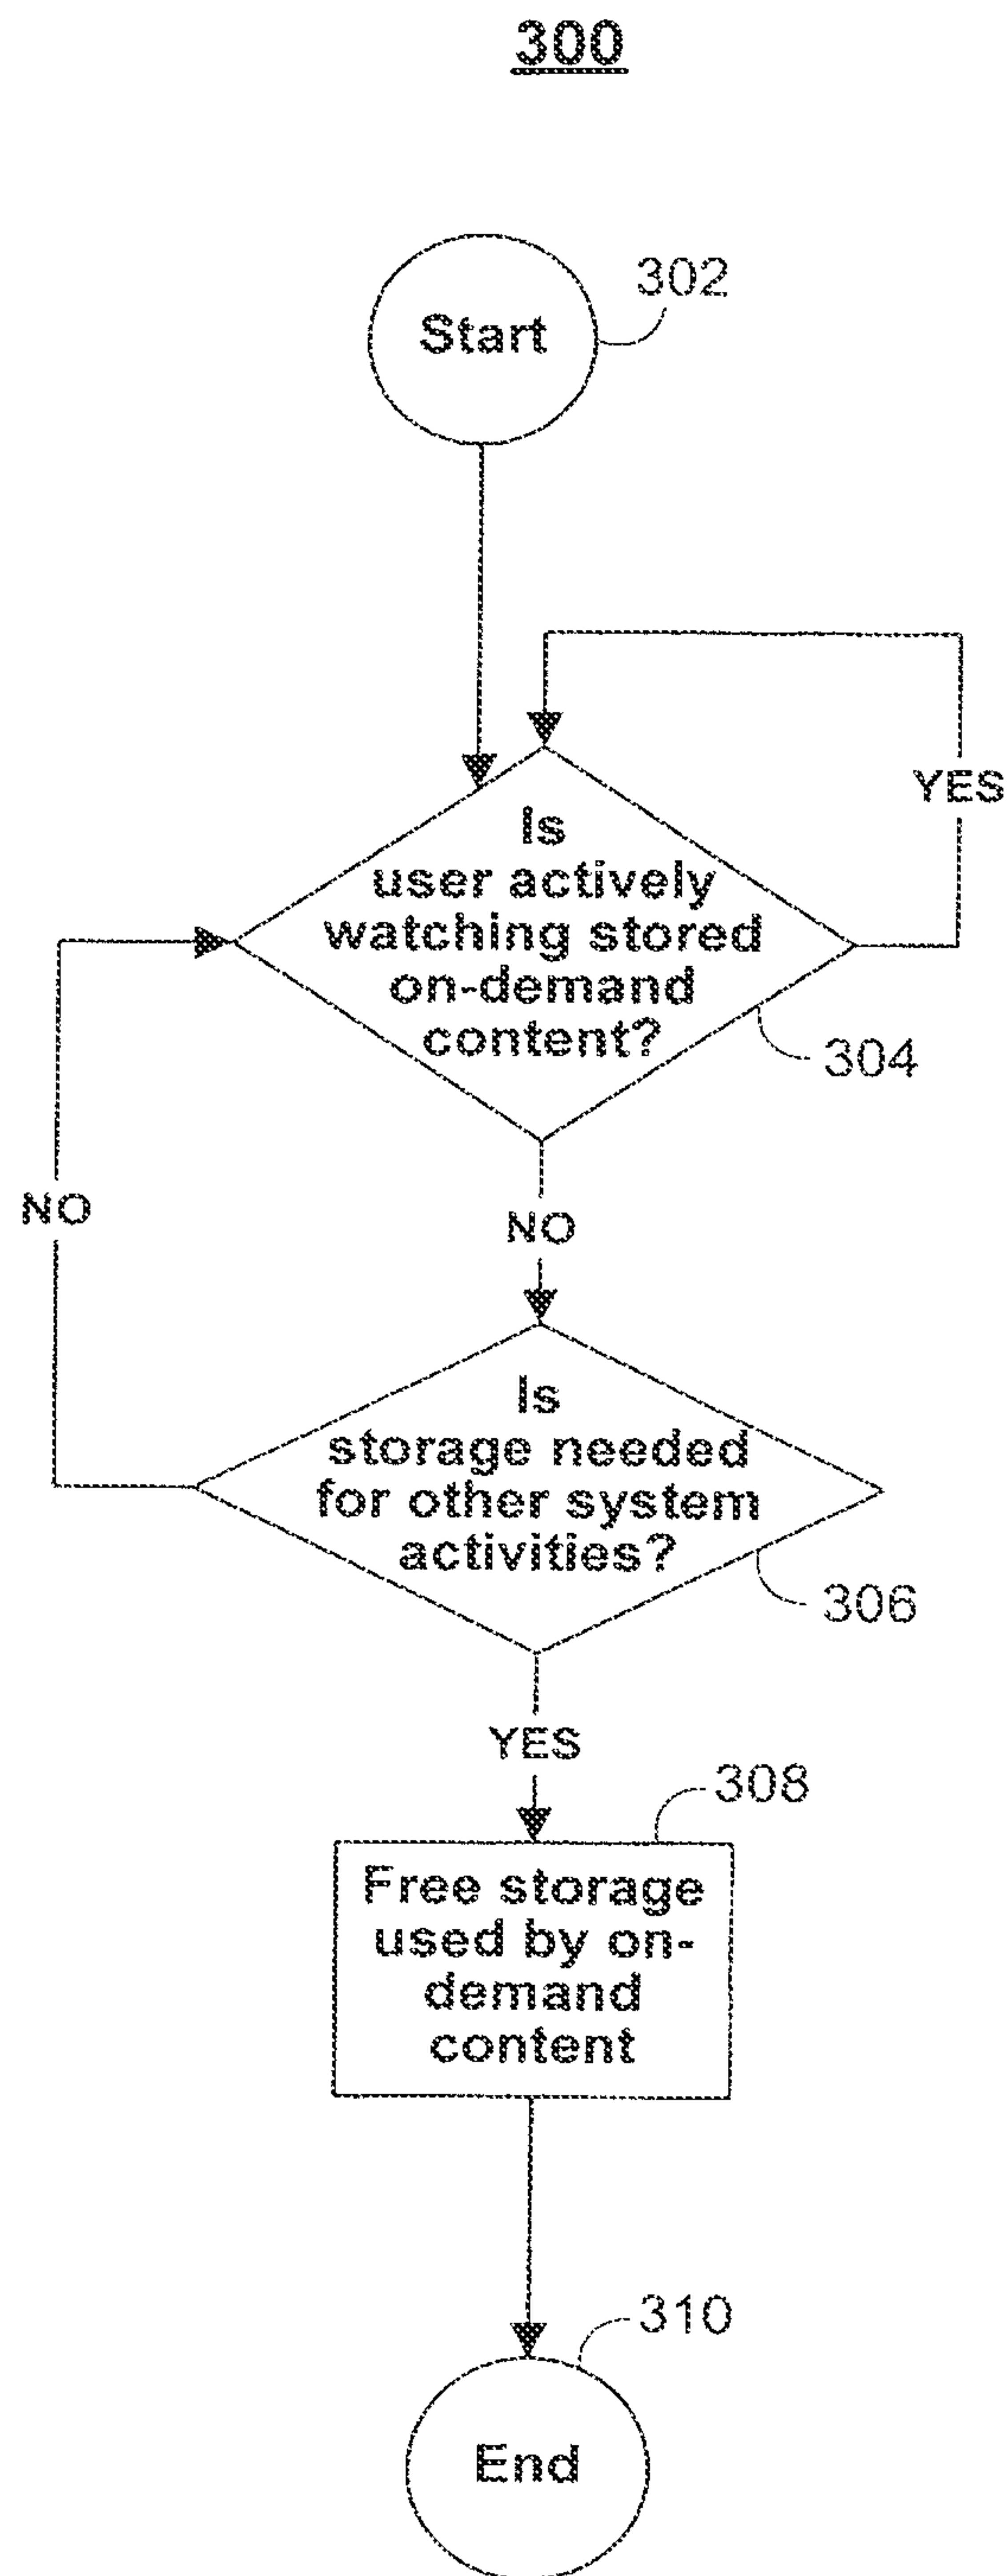 300
Start
302
YES
Is
user actively
watching stored
on-demand
content?
304
NO
NO
Is
storage needed
for other system
activities?
306
YES
308
Free storage
used by on-
demand
content
310
End